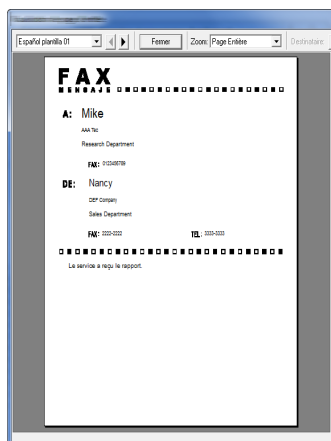 Español plantilla 01 Fermer Zoom: Page Entière Destinataire:
FAX
MENSAJE
A: Mike
AAA Tec
Research Department
FAX: 0123456789
DE: Nancy
DEF Company
Sales Department
FAX: 2222-2222 TEL: 3333-3333
Le service a reçu le rapport.